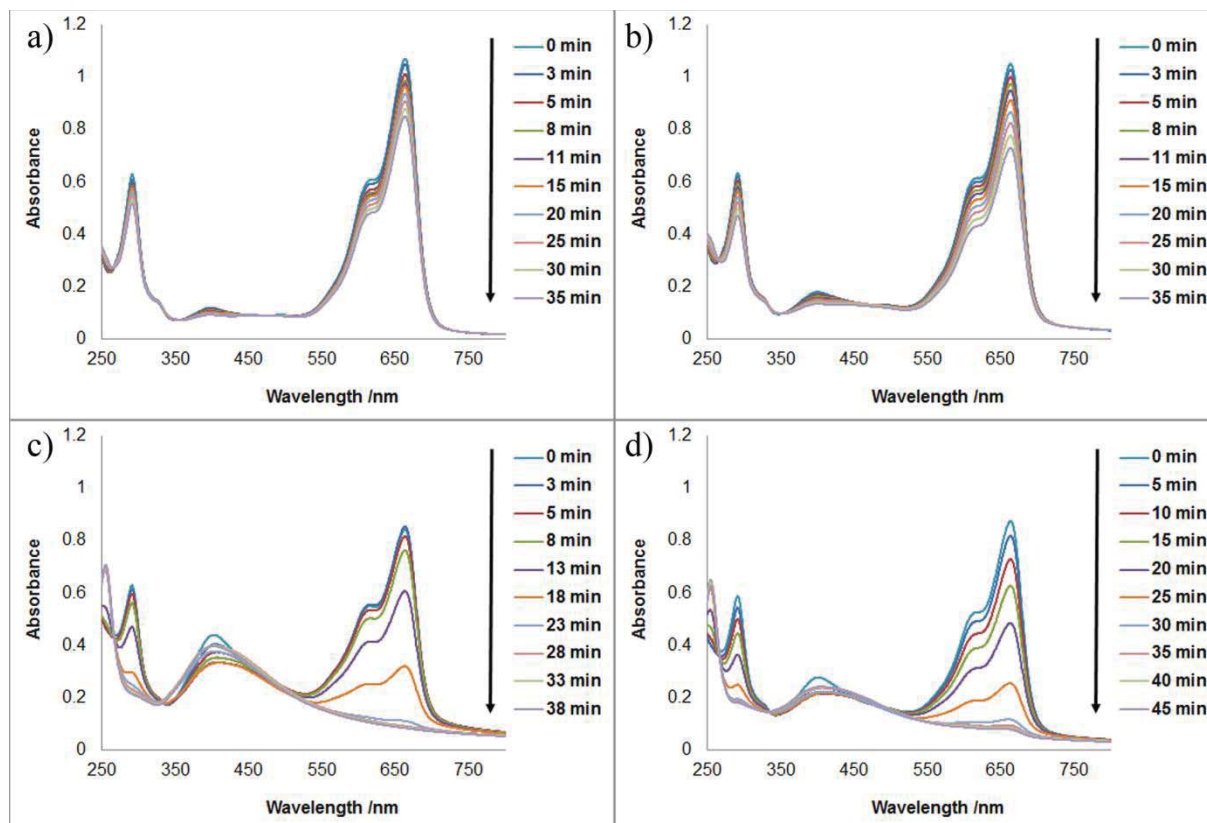 a)
1.2
1
0.8
0.6
0.4
0.2
0
Absorbance
250 350 450 550 650 750
Wavelength /nm
0 min
3 min
5 min
8 min
11 min
15 min
20 min
25 min
30 min
35 min
b)
1.2
1
0.8
0.6
0.4
0.2
0
Absorbance
250 350 450 550 650 750
Wavelength /nm
0 min
3 min
5 min
8 min
11 min
15 min
20 min
25 min
30 min
35 min
c)
1.2
1
0.8
0.6
0.4
0.2
0
Absorbance
250 350 450 550 650 750
Wavelength /nm
0 min
3 min
5 min
8 min
13 min
18 min
23 min
28 min
33 min
38 min
d)
1.2
1
0.8
0.6
0.4
0.2
0
Absorbance
250 350 450 550 650 750
Wavelength /nm
0 min
5 min
10 min
15 min
20 min
25 min
30 min
35 min
40 min
45 min